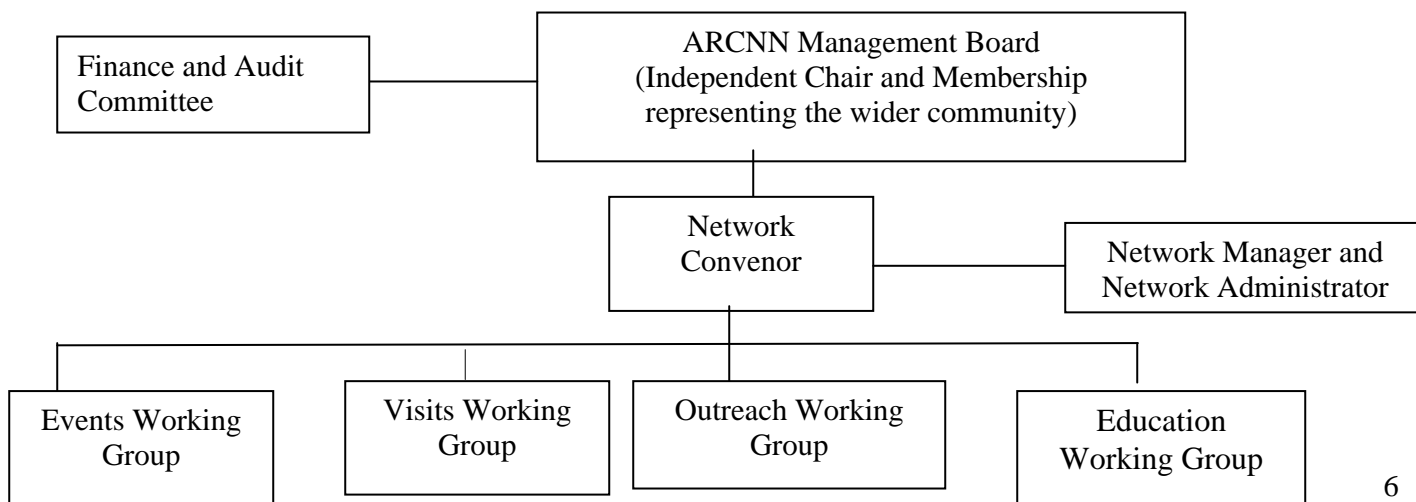 Finance and Audit
Committee
ARCNN Management Board
(Independent Chair and Membership
representing the wider community)
Network
Convenor
Network Manager and
Network Administrator
Events Working
Group
Visits Working
Group
Outreach Working
Group
Education
Working Group
6